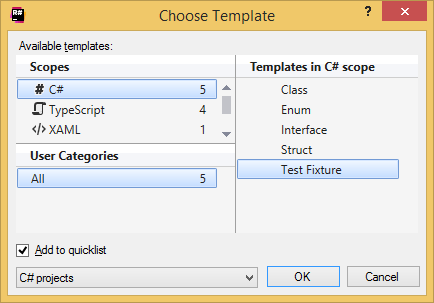 R#
Choose Template
?
Available templates:
Scopes
# C# 5
TypeScript 4
</> XAML 1
User Categories
All 5
Templates in C# scope
Class
Enum
Interface
Struct
Test Fixture
Add to quicklist
C# projects
OK
Cancel